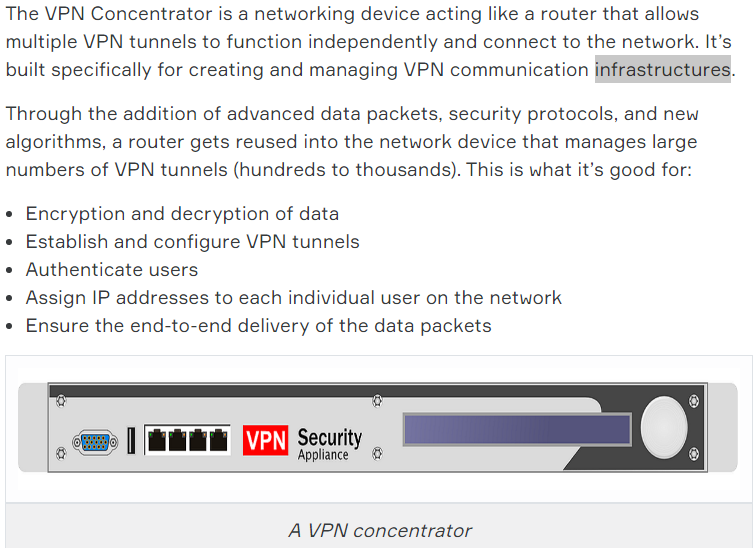 The VPN Concentrator is a networking device acting like a router that allows
multiple VPN tunnels to function independently and connect to the network. It’s
built specifically for creating and managing VPN communication infrastructures.
Through the addition of advanced data packets, security protocols, and new
algorithms, a router gets reused into the network device that manages large
numbers of VPN tunnels (hundreds to thousands). This is what it’s good for:
• Encryption and decryption of data
• Establish and configure VPN tunnels
• Authenticate users
• Assign IP addresses to each individual user on the network
• Ensure the end-to-end delivery of the data packets
VPN Security
Appliance
A VPN concentrator